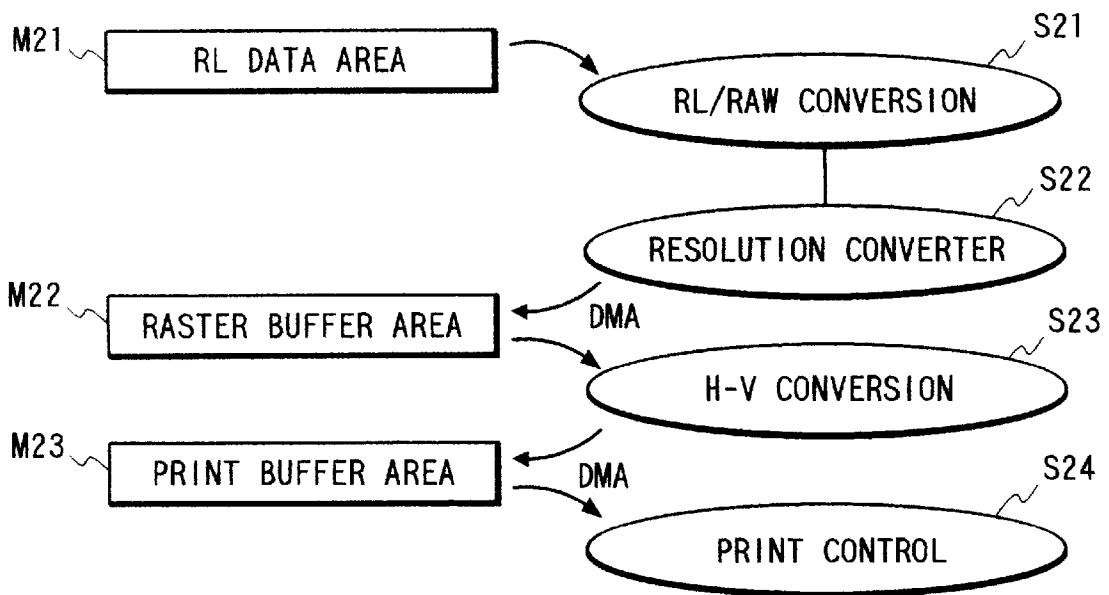 M21
RL DATA AREA
S21
RL/RAW CONVERSION
S22
RESOLUTION CONVERTER
M22
RASTER BUFFER AREA
DMA
S23
H-V CONVERSION
M23
PRINT BUFFER AREA
DMA
S24
PRINT CONTROL